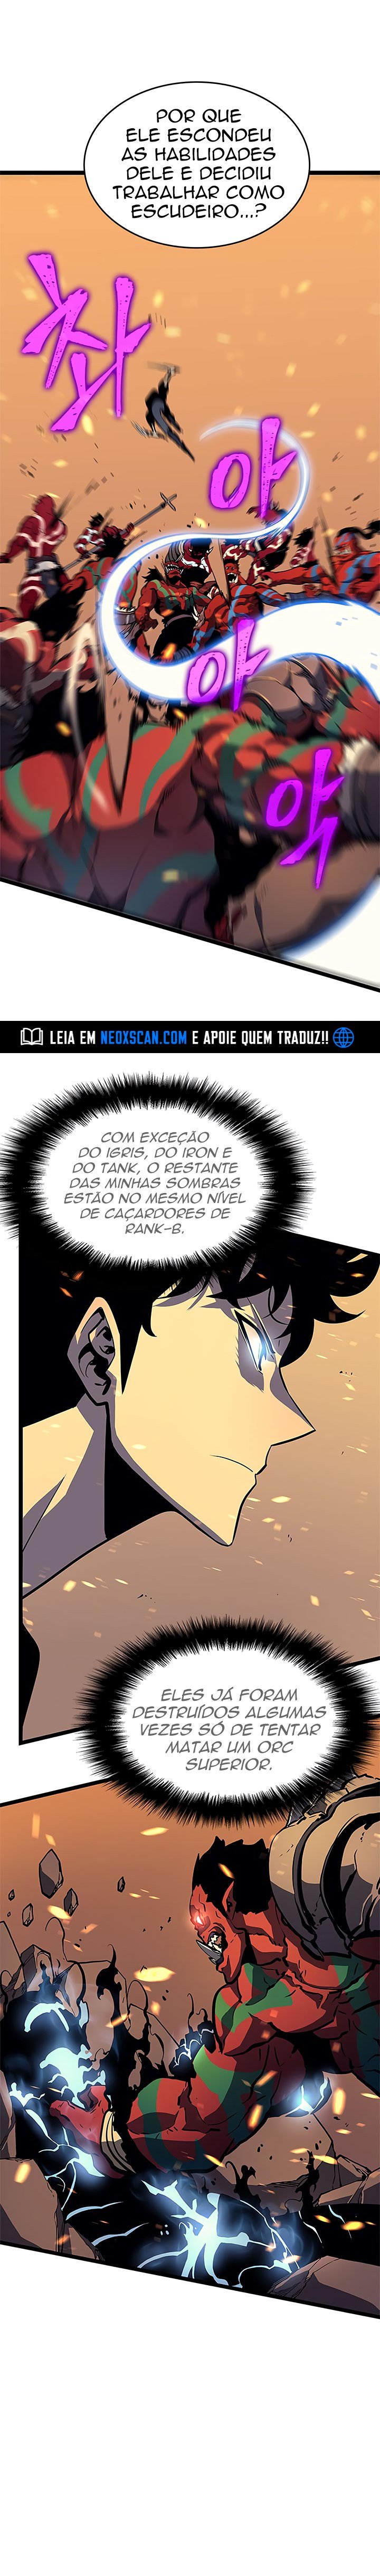 POR QUE
ELE ESCONDEU
AS HABILIDADES
DELE E DECIDIU
TRABALHAR COMO
ESCUDEIRO...?
촤
아
아
악
LEIA EM NEOXSCAN.COM E APOIE QUEM TRADUZ!!
COM EXCEÇÃO
DO IGRIS, DO IRON E
DO TANK, O RESTANTE
DAS MINHAS SOMBRAS
ESTÃO NO MESMO NÍVEL
DE CAÇARDORES DE
RANK-B.
ELES JÁ FORAM
DESTRUÍDOS ALGUMAS
VEZES SÓ DE TENTAR
MATAR UM ORC
SUPERIOR.